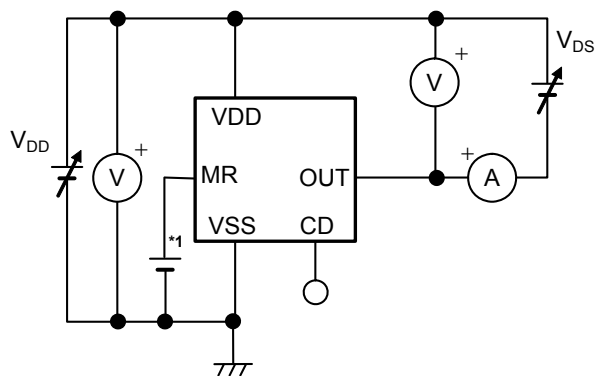 +
V_DS
V
+
VDD
V_DD
+
V
MR
OUT
+
A
VSS
CD
*1